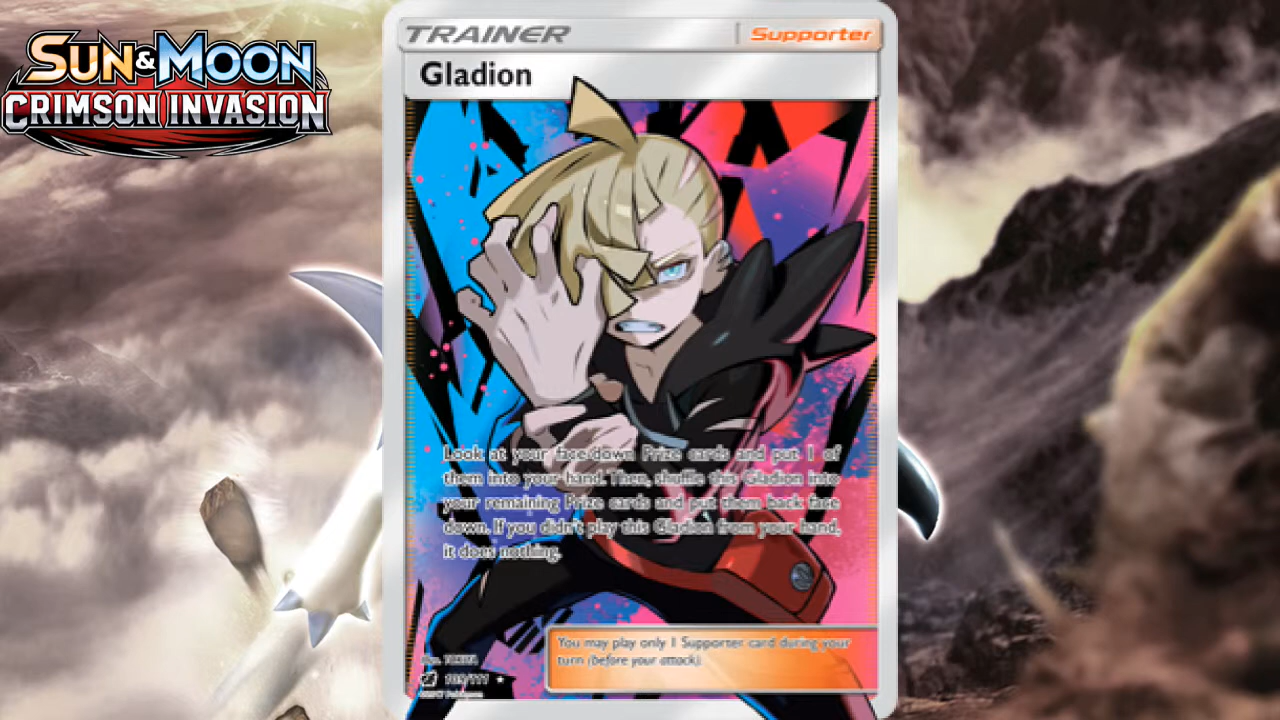 SUN & MOON
CRIMSON INVASION
TRAINER
Supporter
Gladion
Look at your face-down Prize cards and put 1 of
them into your hand. Then, shuffle this Gladion into
your remaining Prize cards and put them back face
down. If you didn't play this Gladion from your hand,
it does nothing.
You may play only 1 Supporter card during your
turn (before your attack).
109/111